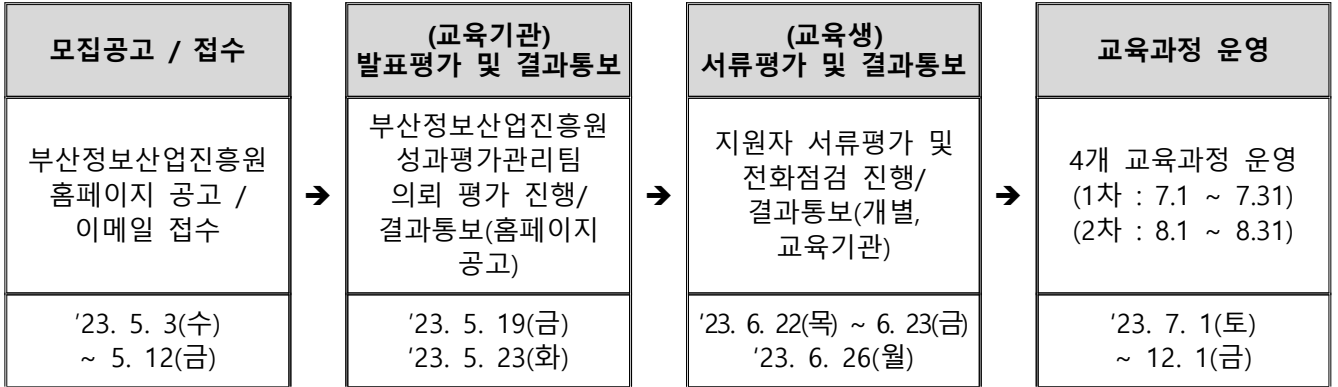 모집공고 / 접수
부산정보산업진흥원
홈페이지 공고 /
이메일 접수
'23. 5. 3(수)
~ 5. 12(금)
➔
(교육기관)
발표평가 및 결과통보
부산정보산업진흥원
성과평가관리팀
의뢰 평가 진행/
결과통보(홈페이지
공고)
'23. 5. 19(금)
'23. 5. 23(화)
➔
(교육생)
서류평가 및 결과통보
지원자 서류평가 및
전화점검 진행/
결과통보(개별,
교육기관)
'23. 6. 22(목) ~ 6. 23(금)
'23. 6. 26(월)
➔
교육과정 운영
4개 교육과정 운영
(1차 : 7.1 ~ 7.31)
(2차 : 8.1 ~ 8.31)
'23. 7. 1(토)
~ 12. 1(금)